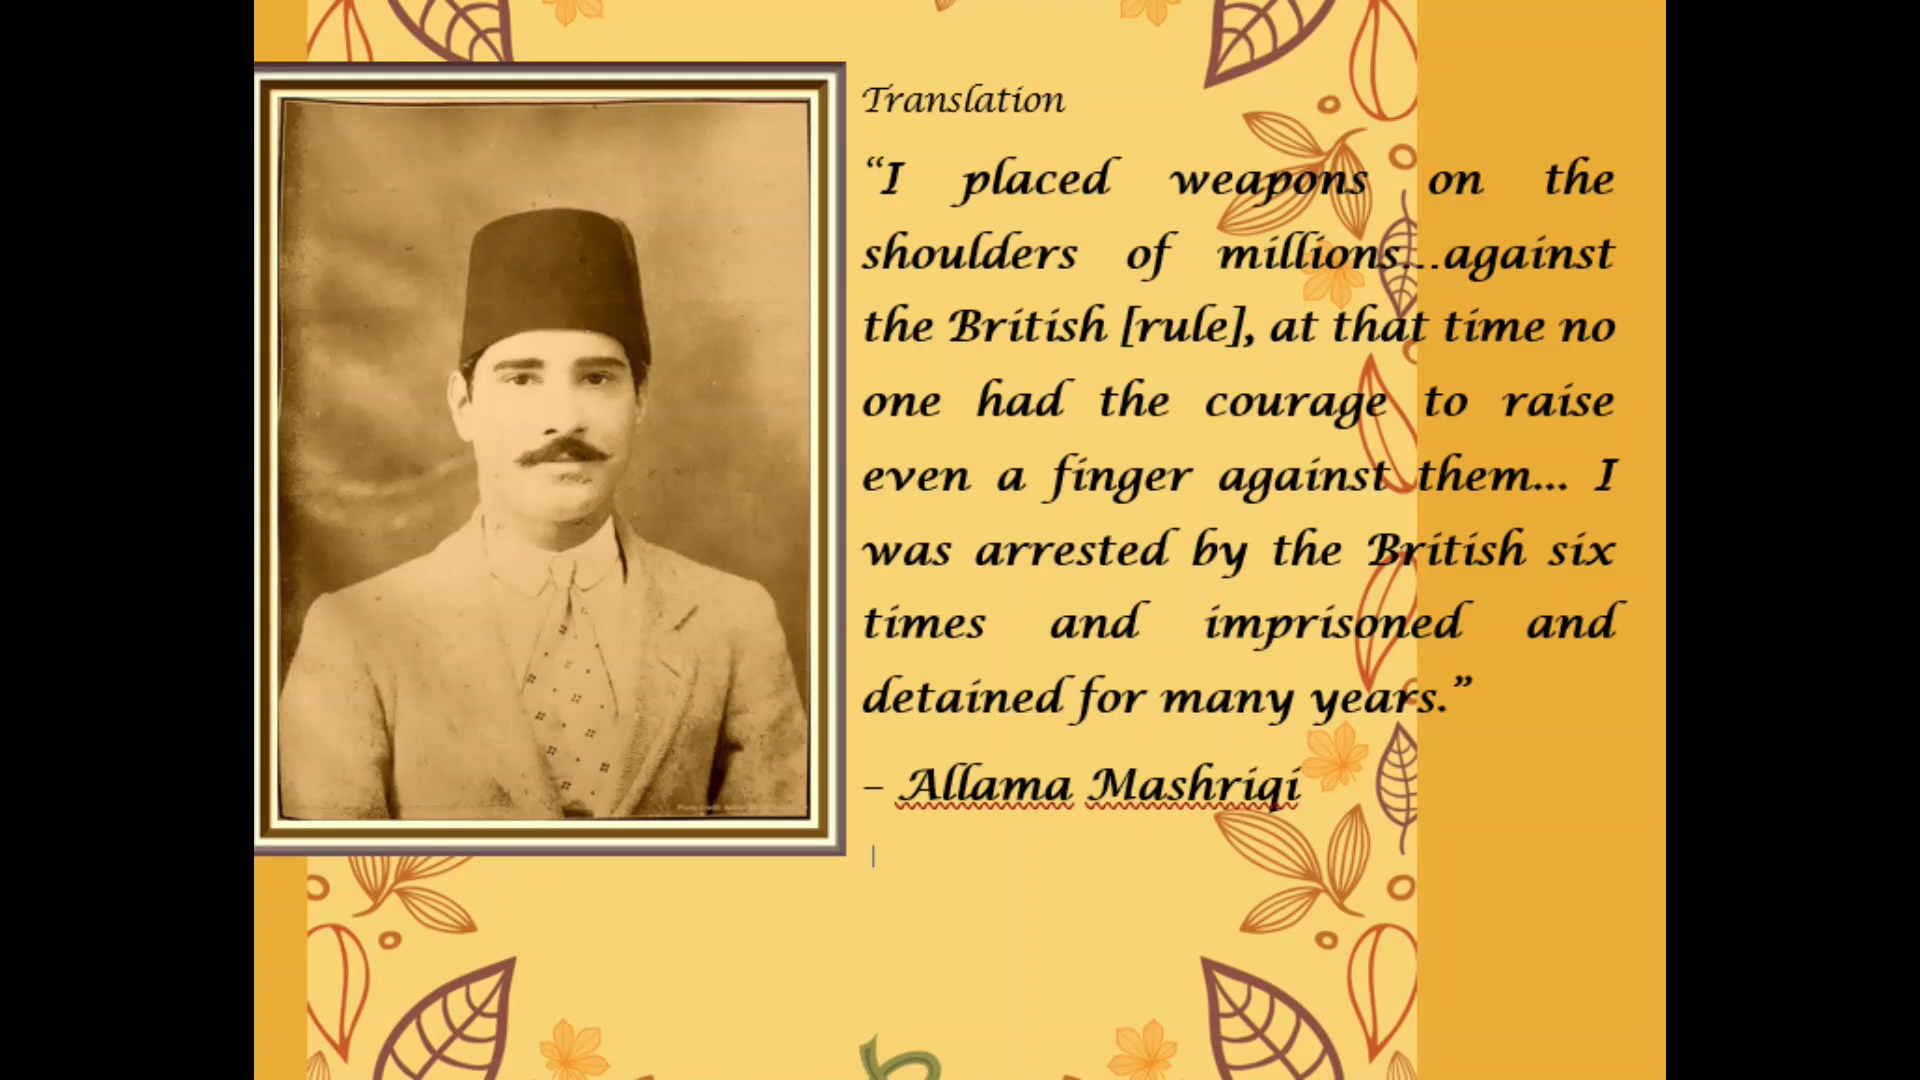 Translation
“I placed weapons on the
shoulders of millions...against
the British [rule], at that time no
one had the courage to raise
even a finger against them... I
was arrested by the British six
times and imprisoned and
detained for many years.”
– Allama Mashriqi